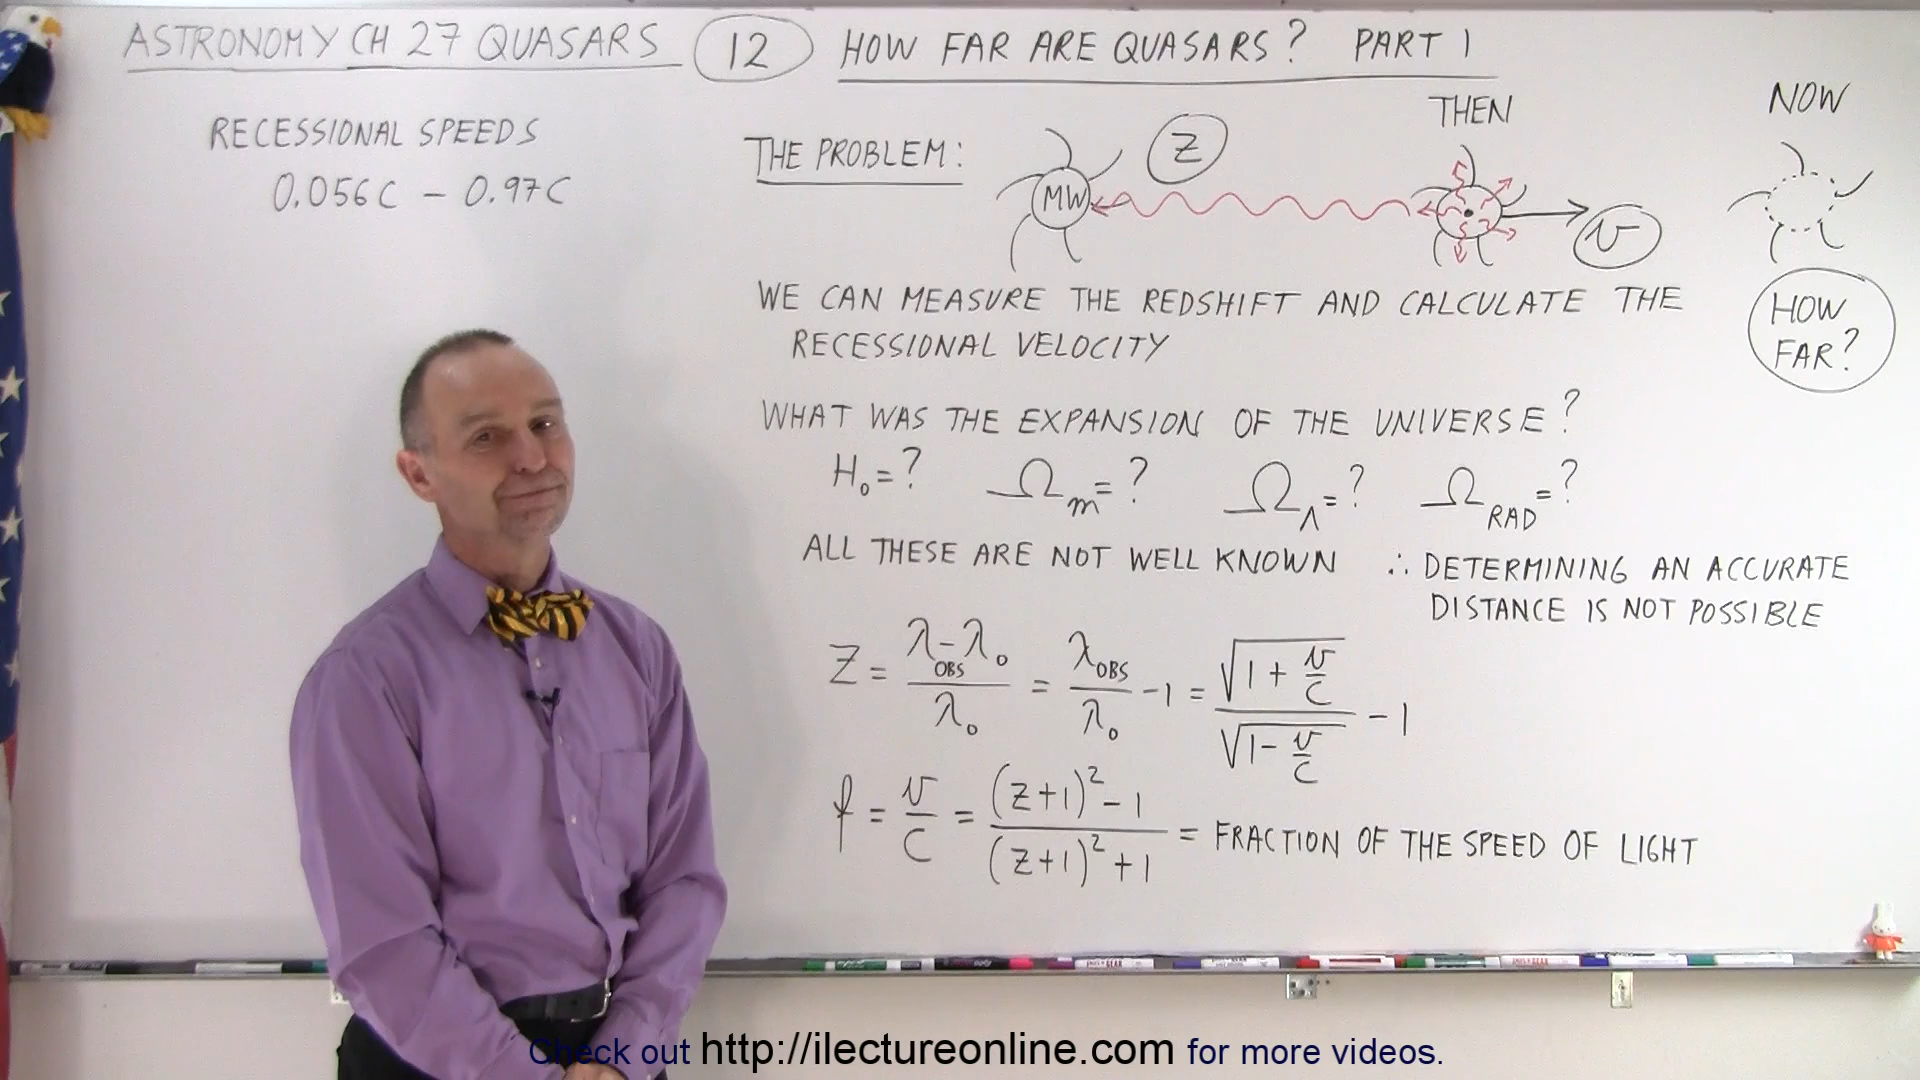 ASTRONOMY CH 27 QUASARS 12 HOW FAR ARE QUASARS? PART 1
RECESSIONAL SPEEDS
0.056C – 0.97C
THE PROBLEM:
MW
Z
THEN
v
NOW
HOW
FAR?
WE CAN MEASURE THE REDSHIFT AND CALCULATE THE
RECESSIONAL VELOCITY
WHAT WAS THE EXPANSION OF THE UNIVERSE?
H₀ = ? Ωₘ = ? Ω_Λ = ? Ω_RAD = ?
ALL THESE ARE NOT WELL KNOWN ∴ DETERMINING AN ACCURATE
DISTANCE IS NOT POSSIBLE
Z = (λ_OBS – λ₀)/λ₀ = λ_OBS/λ₀ – 1 = √(1 + v/C)/√(1 – v/C) – 1
f = v/C = ((Z+1)² – 1)/((Z+1)² + 1) = FRACTION OF THE SPEED OF LIGHT
Check out http://ilectureonline.com for more videos.